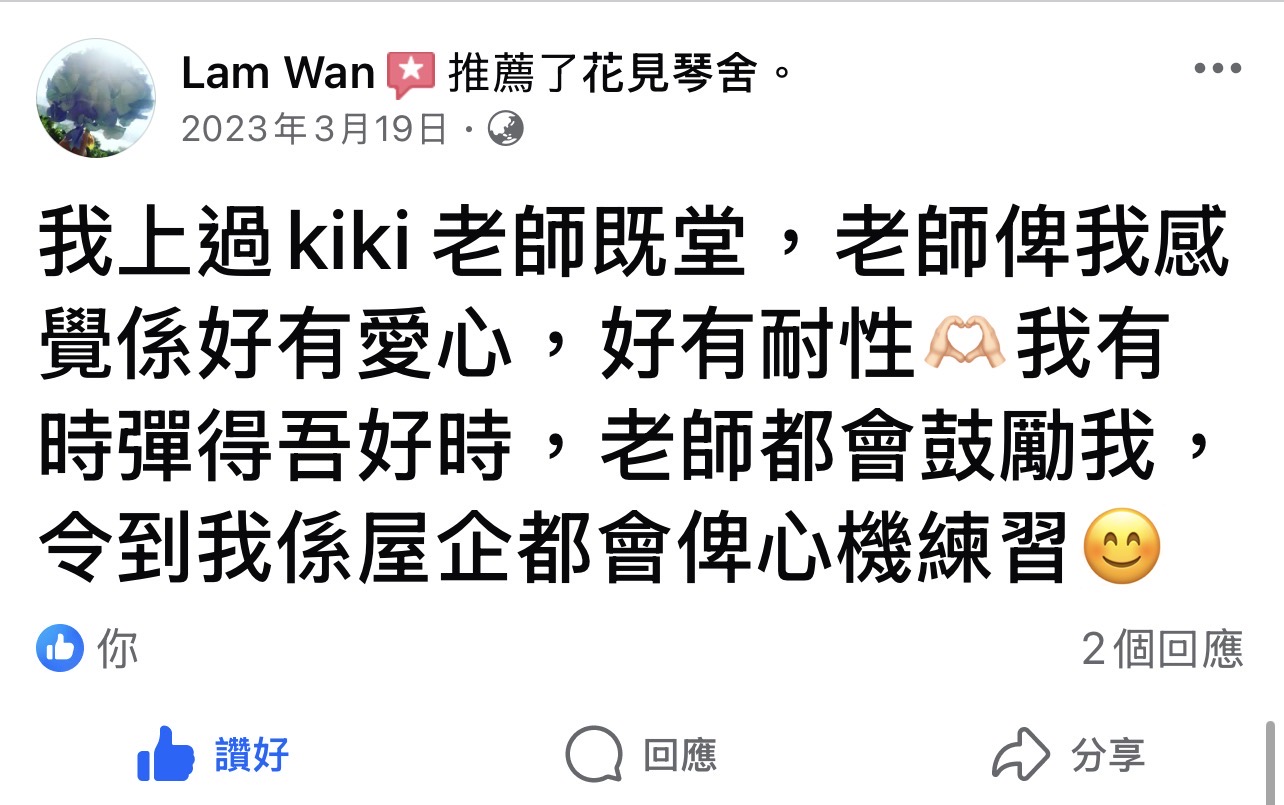 Lam Wan 推薦了花見琴舍。
2023年3月19日 ·
我上過kiki 老師既堂，老師俾我感
覺係好有愛心，好有耐性🫶🏻我有
時彈得吾好時，老師都會鼓勵我，
令到我係屋企都會俾心機練習😊
你
2個回應
讚好 回應 分享